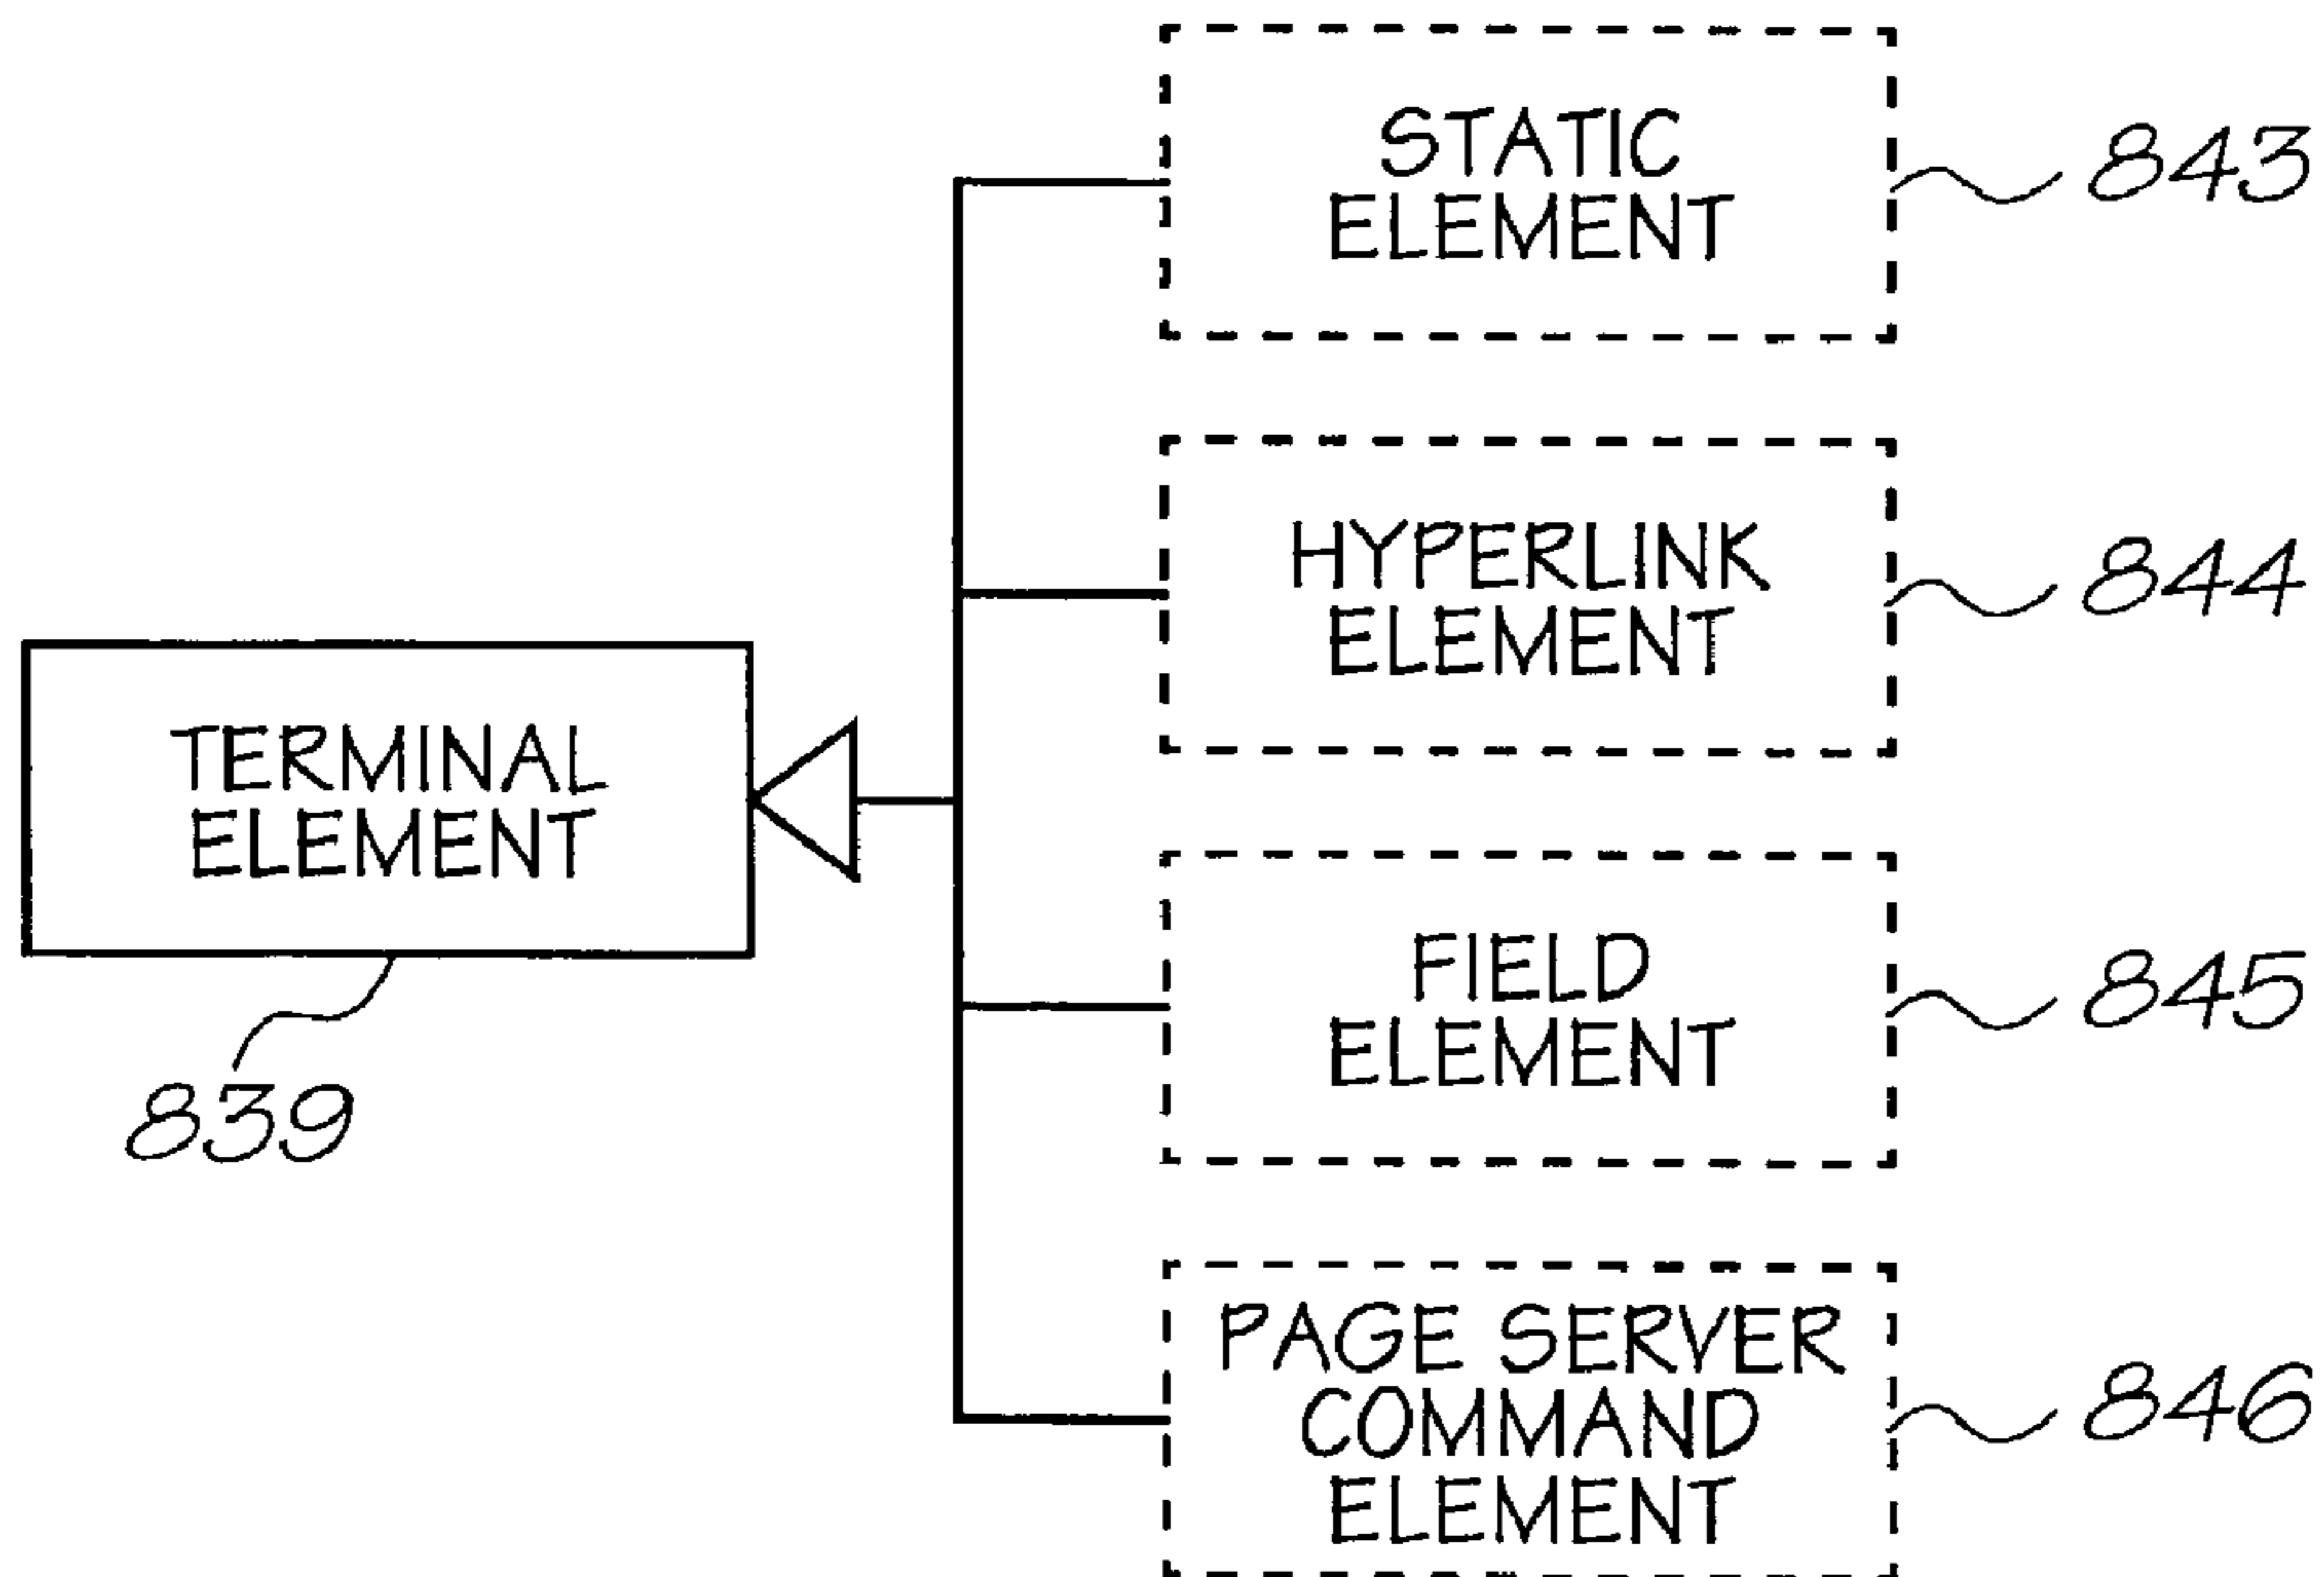 STATIC
ELEMENT
843
HYPERLINK
ELEMENT
844
TERMINAL
ELEMENT
839
FIELD
ELEMENT
845
PAGE SERVER
COMMAND
ELEMENT
846